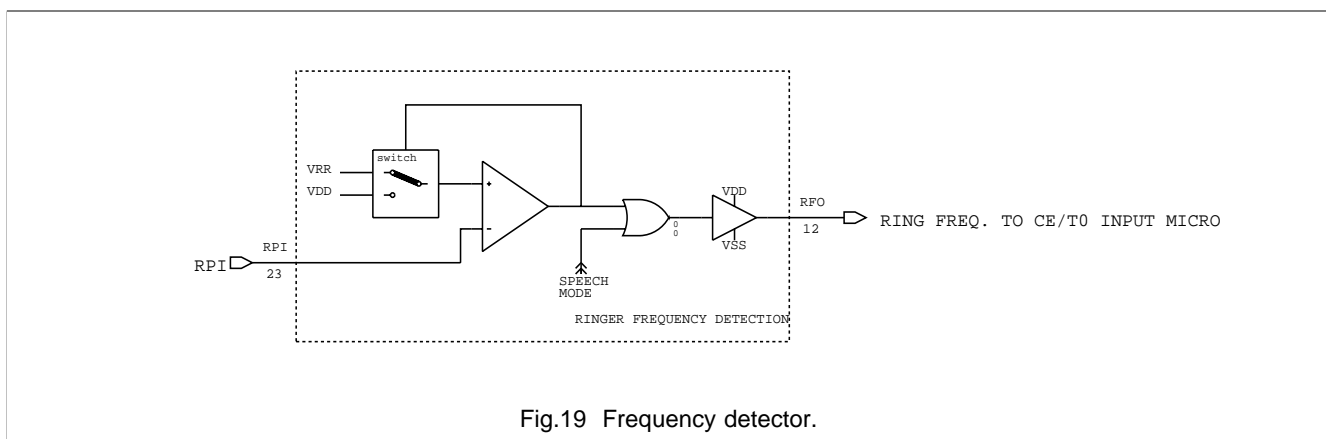 switch
VRR
VDD
+
-
VDD
VSS
0
0
RFO
12
RING FREQ. TO CE/T0 INPUT MICRO
RPI
RPI
23
SPEECH
MODE
RINGER FREQUENCY DETECTION
Fig.19 Frequency detector.